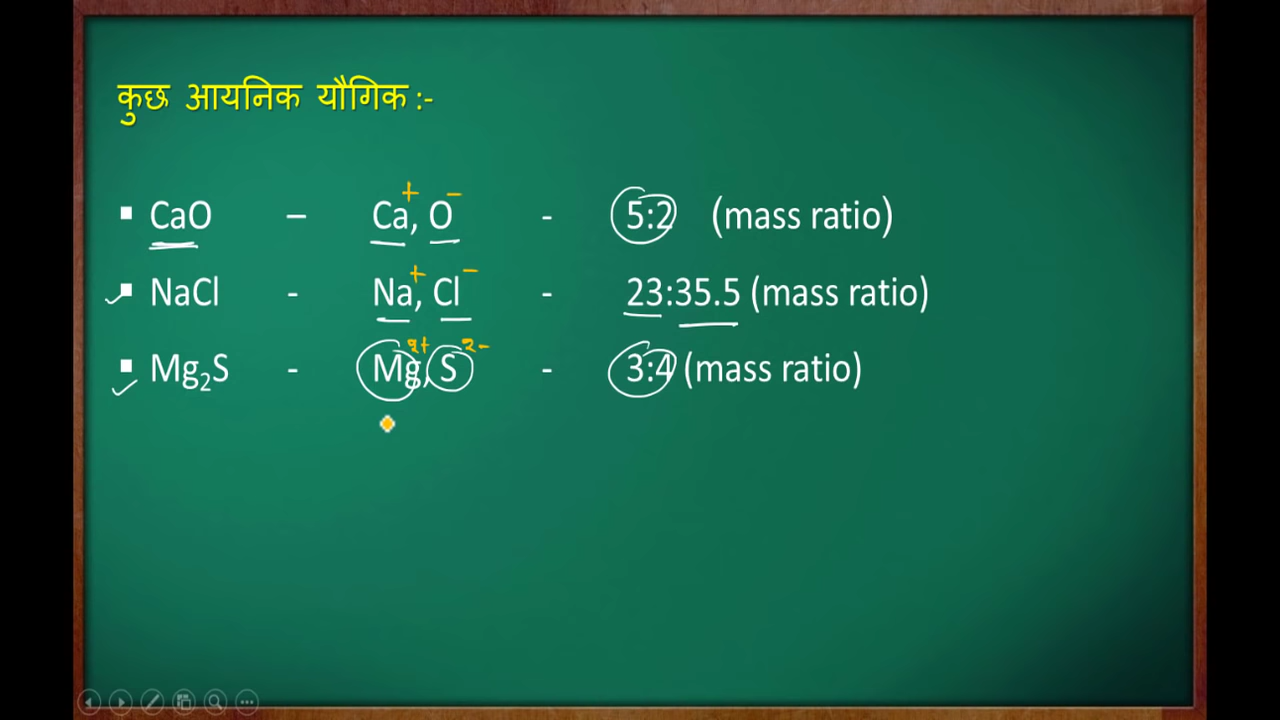 कुछ आयनिक यौगिक :-
▪ CaO – Ca⁺, O⁻ - 5:2 (mass ratio)
▪ NaCl - Na⁺, Cl⁻ - 23:35.5 (mass ratio)
▪ Mg₂S - Mg²⁺, S²⁻ - 3:4 (mass ratio)